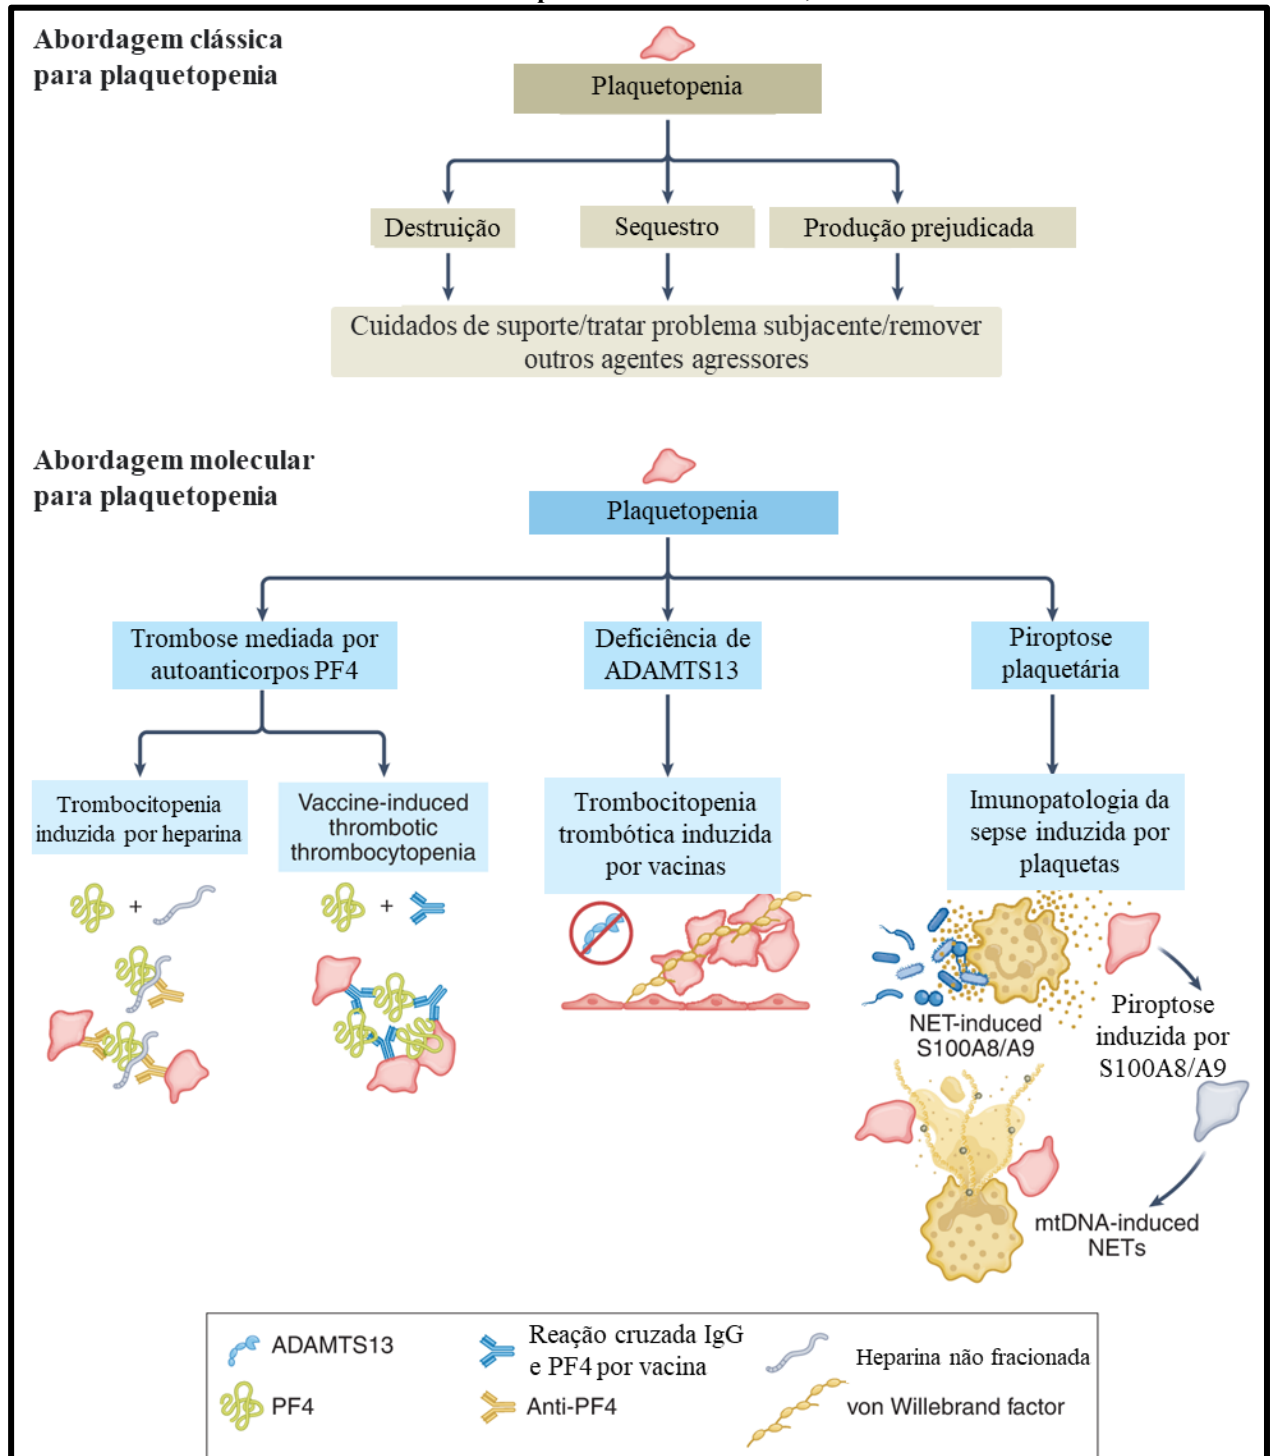 Abordagem clássica
para plaquetopenia
Plaquetopenia
Destruição
Sequestro
Produção prejudicada
Cuidados de suporte/tratar problema subjacente/remover
outros agentes agressores
Abordagem molecular
para plaquetopenia
Plaquetopenia
Trombose mediada por
autoanticorpos PF4
Deficiência de
ADAMTS13
Piroptose
plaquetária
Trombocitopenia
induzida por heparina
Vaccine-induced
thrombotic
thrombocytopenia
Trombocitopenia
trombótica induzida
por vacinas
Imunopatologia da
sepse induzida por
plaquetas
+
+
NET-induced
S100A8/A9
Piroptose
induzida por
S100A8/A9
mtDNA-induced
NETs
ADAMTS13
Reação cruzada IgG
e PF4 por vacina
Heparina não fracionada
PF4
Anti-PF4
von Willebrand factor